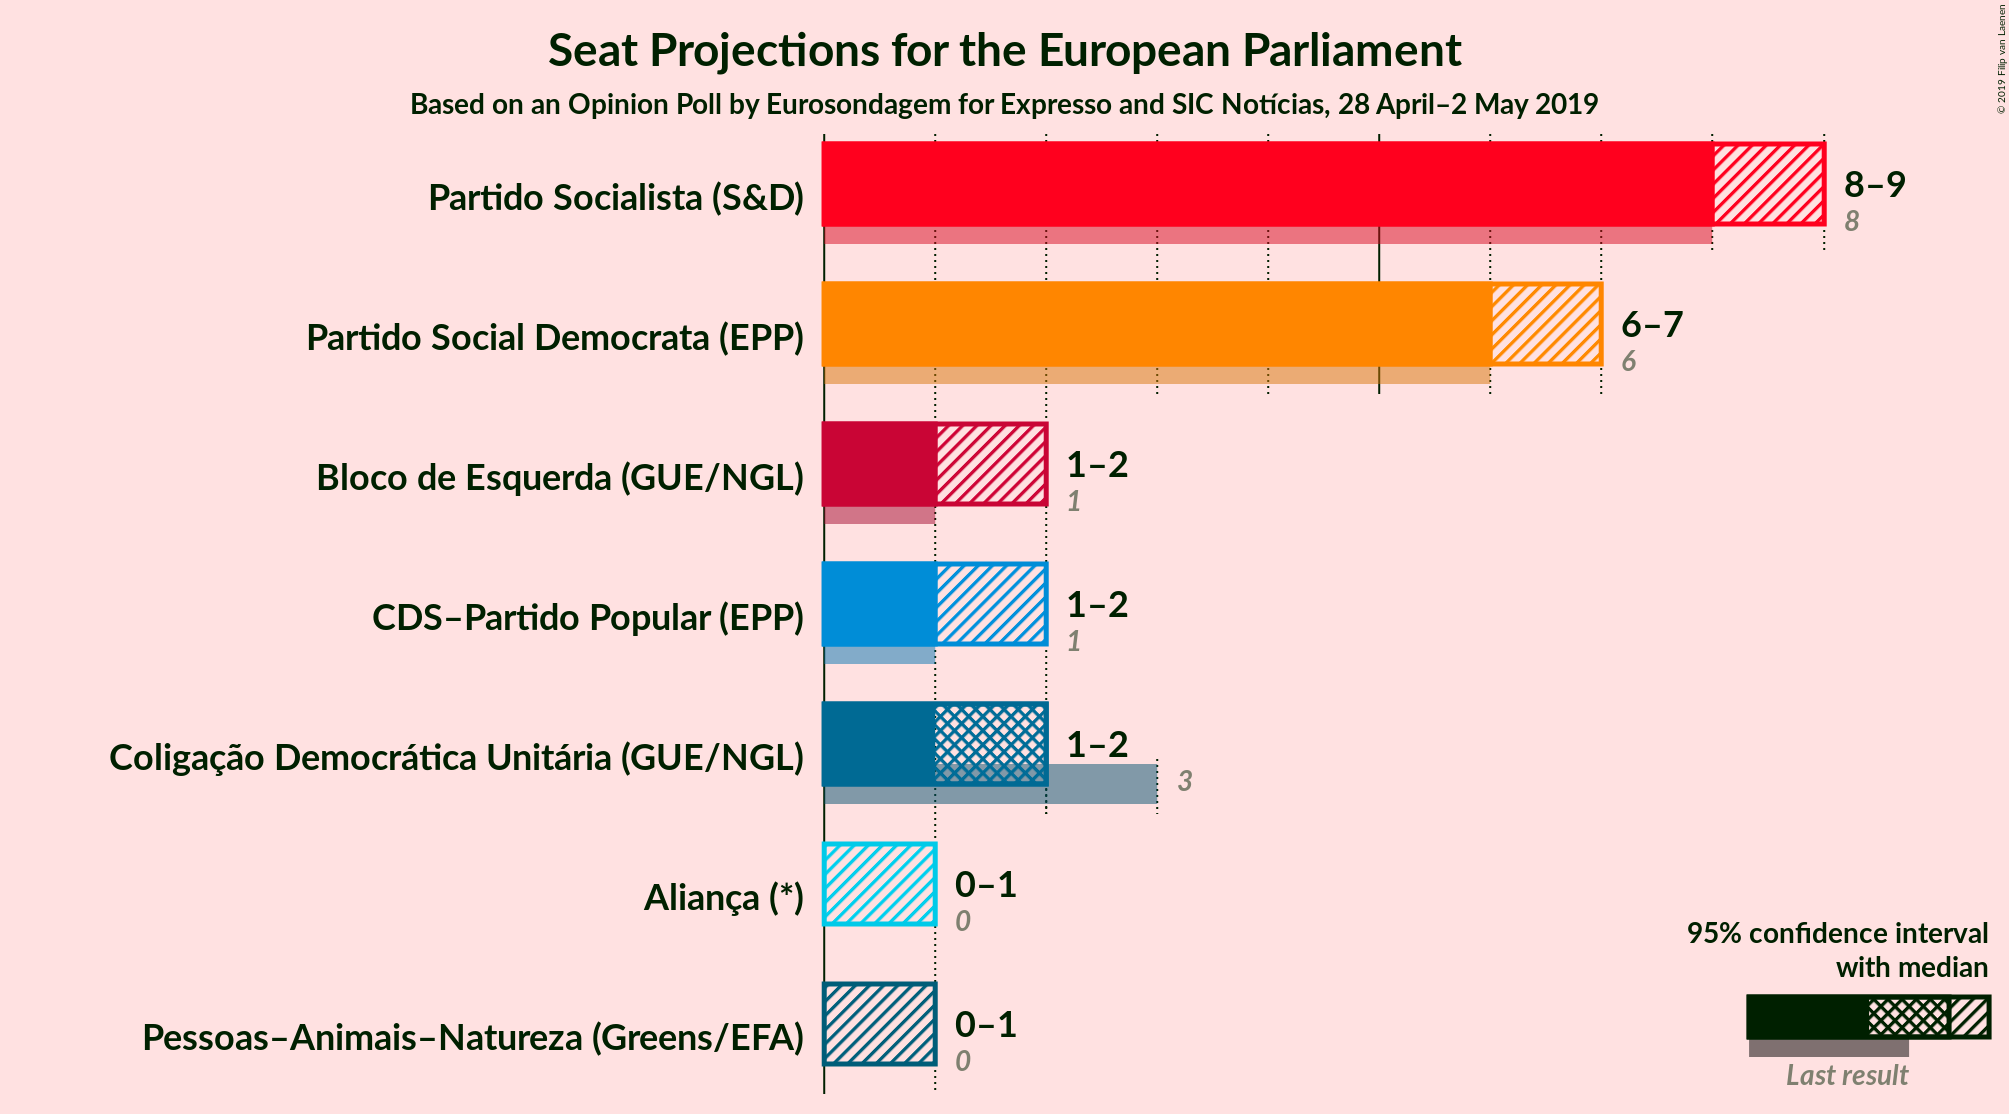 Seat Projections for the European Parliament
Based on an Opinion Poll by Eurosondagem for Expresso and SIC Notícias, 28 April–2 May 2019
© 2019 Filip van Laenen
Partido Socialista (S&D)
8–9
8
Partido Social Democrata (EPP)
6–7
6
Bloco de Esquerda (GUE/NGL)
1–2
1
CDS–Partido Popular (EPP)
1–2
1
Coligação Democrática Unitária (GUE/NGL)
1–2
3
Aliança (*)
0–1
0
Pessoas–Animais–Natureza (Greens/EFA)
0–1
0
95% confidence interval
with median
Last result